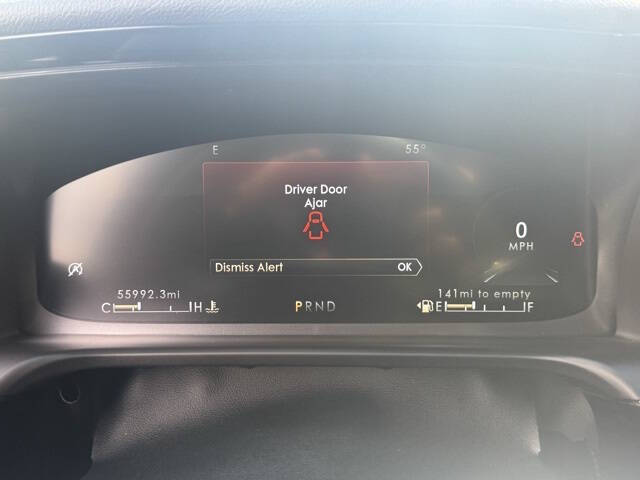 E 55°
Driver Door
Ajar
0
MPH
Dismiss Alert OK
55992.3mi 141mi to empty
C H PRND E F